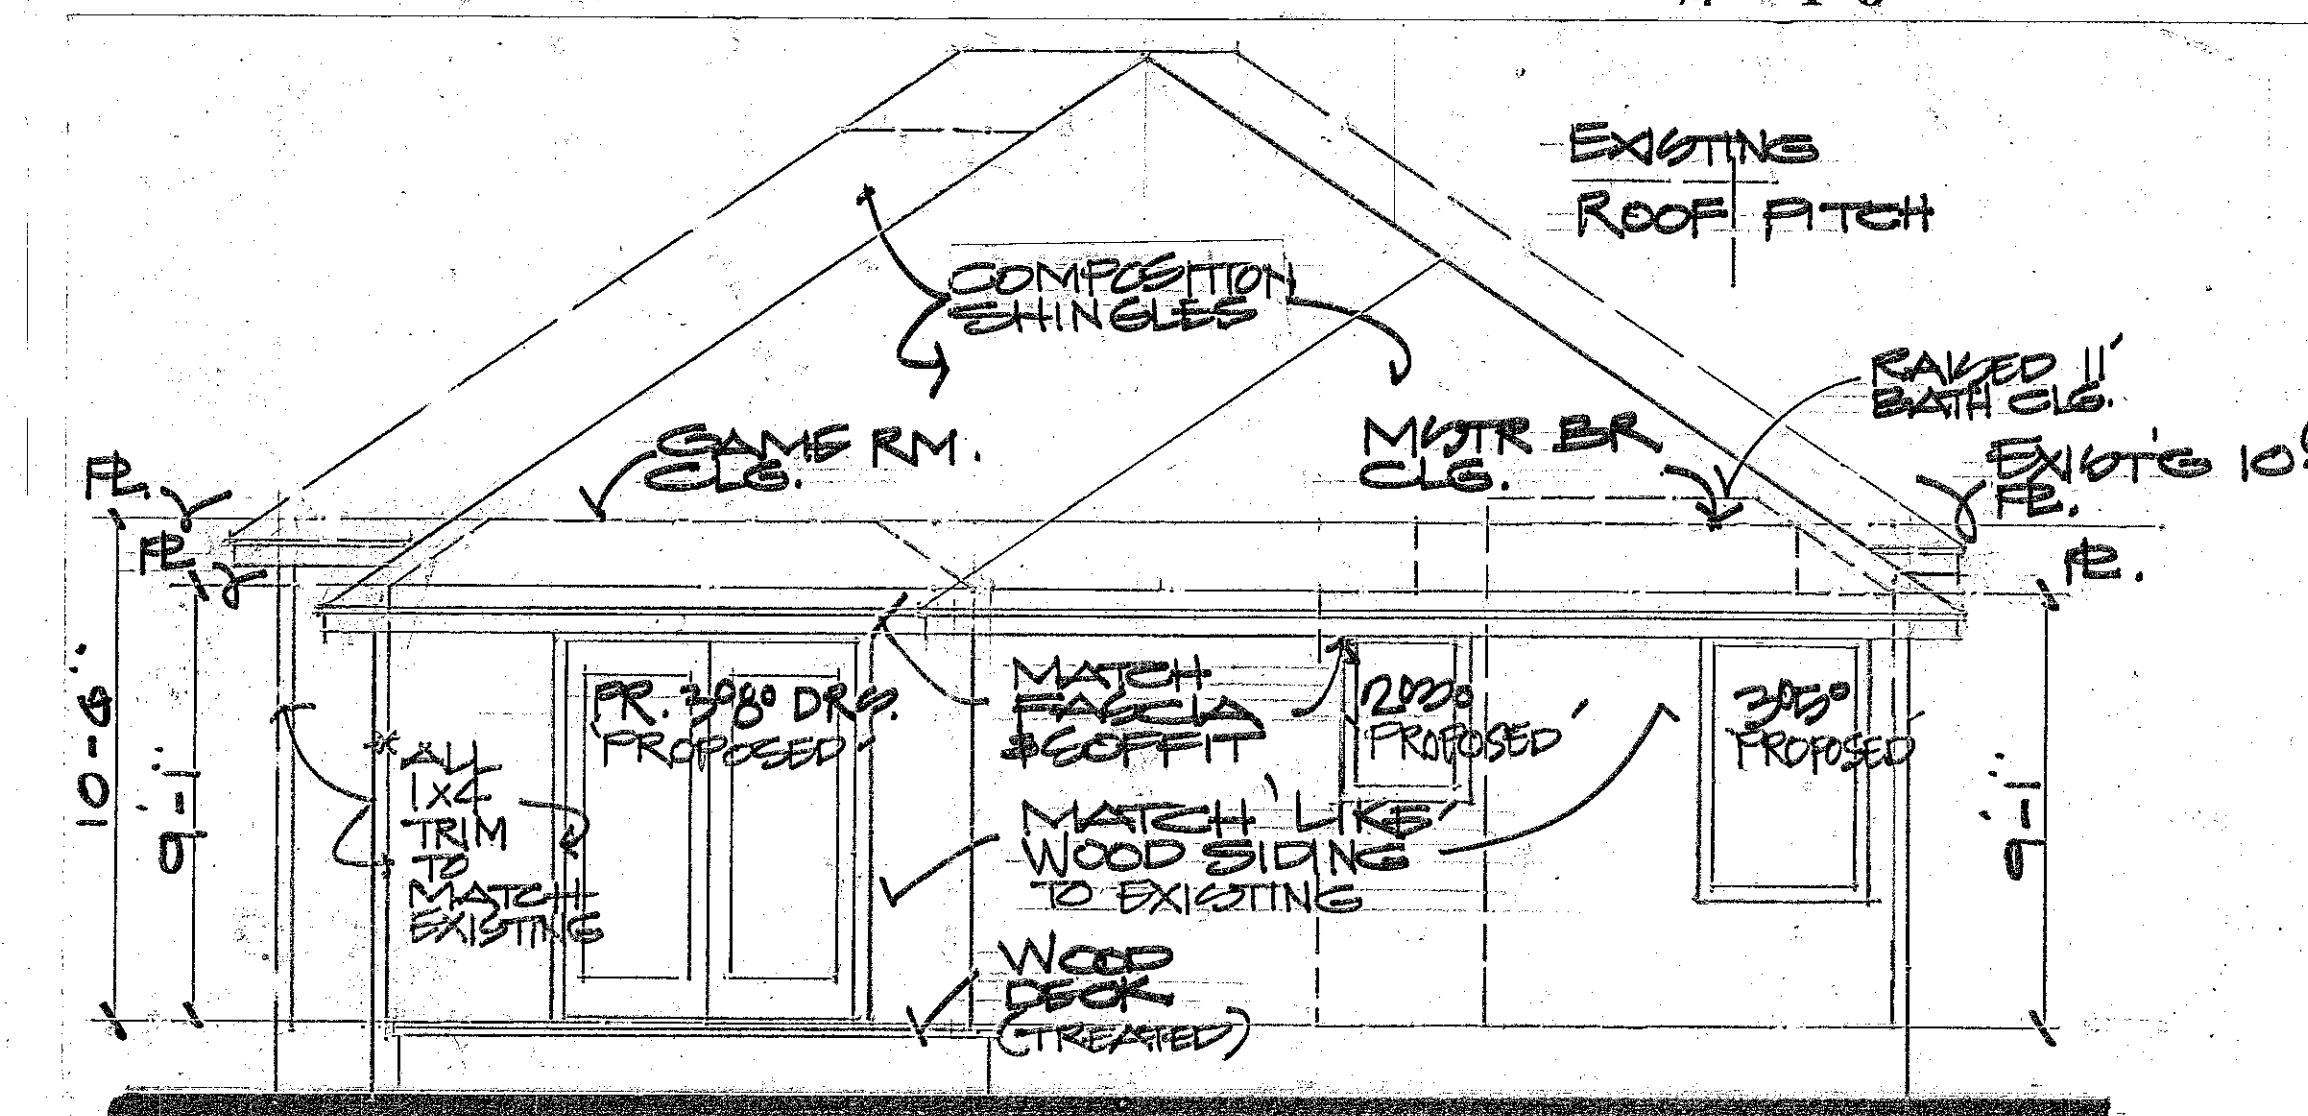 EXISTING
ROOF PITCH
COMPOSITION
SHINGLES
RAISED 11'
BATH CLG.
GAME RM.
CLG.
MSTR BR
CLG.
EXIST'G 10
PL.
PL.
PL.
PL.
10-6"
9-1"
PR. 3⁰8⁰ DRS.
PROPOSED
MATCH
FASCIA
& SOFFIT
2⁰3⁰
PROPOSED
3⁰5⁰
PROPOSED
* ALL
1x4
TRIM
TO
MATCH
EXISTING
MATCH 'LIKE'
WOOD SIDING
TO EXISTING
9-1"
WOOD
DECK
(TREATED)